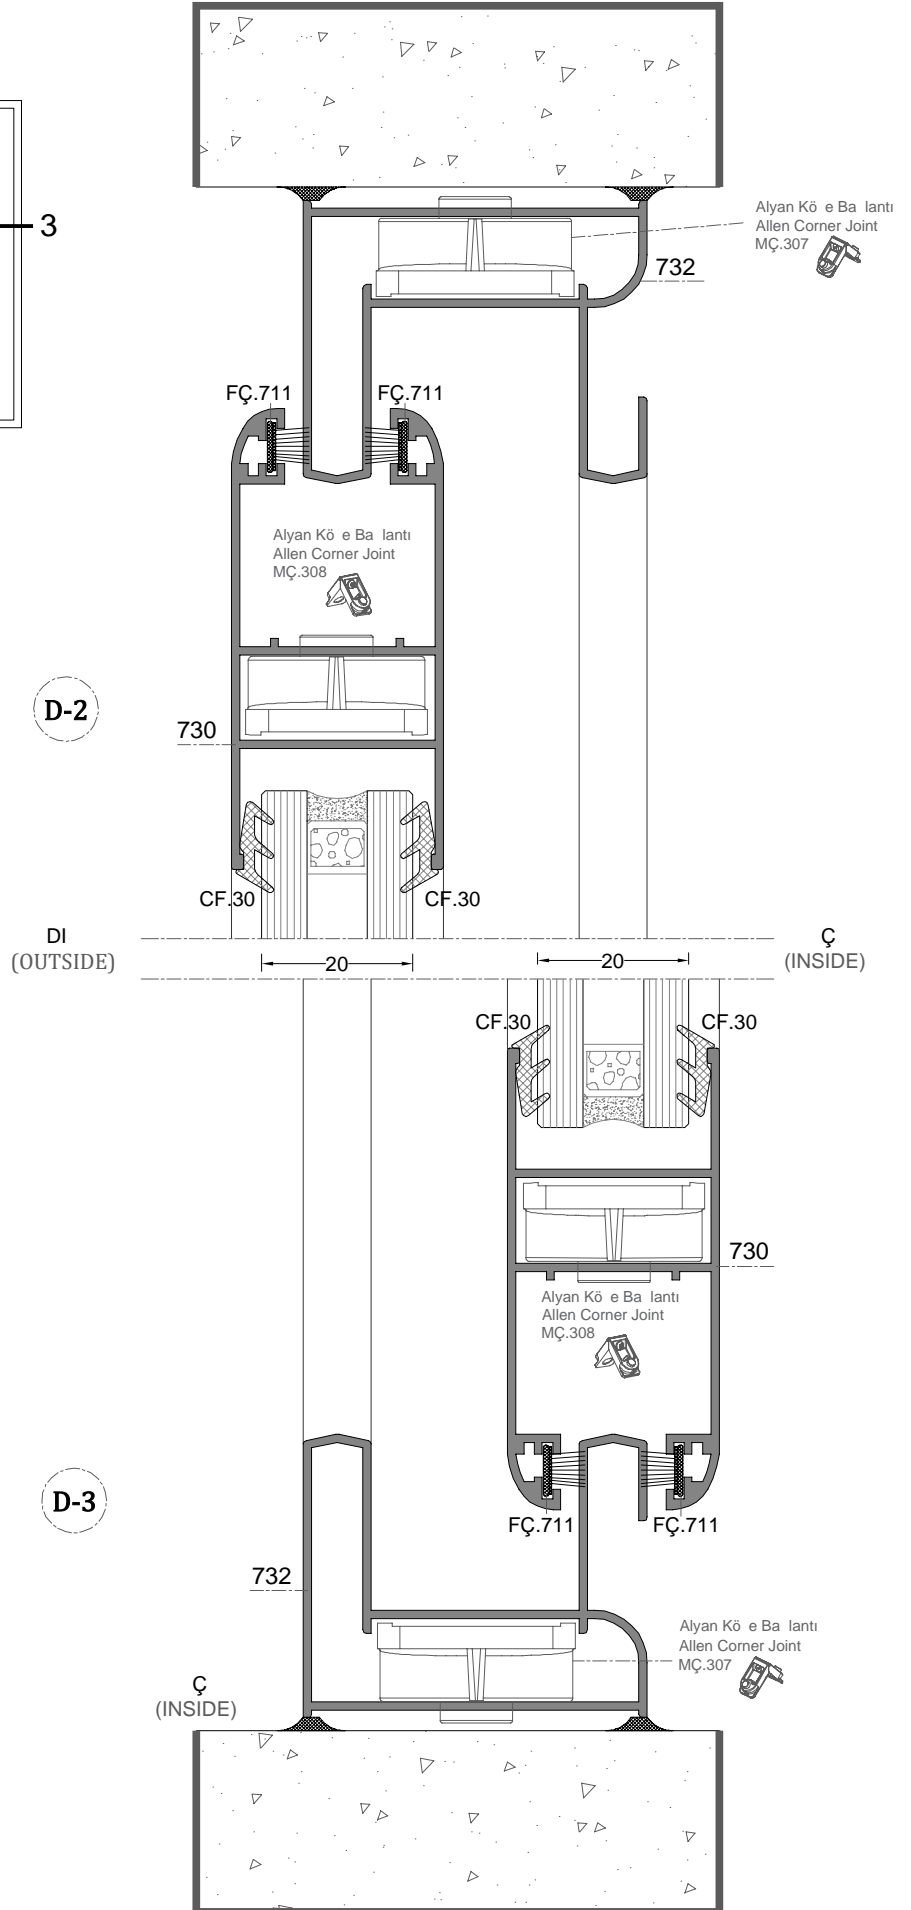 3
Alyan Kö e Ba lantı
Allen Corner Joint
MÇ.307
732
FÇ.711 FÇ.711
Alyan Kö e Ba lantı
Allen Corner Joint
MÇ.308
D-2
730
CF.30 CF.30
DI
(OUTSIDE)
Ç
(INSIDE)
20 20
CF.30 CF.30
730
Alyan Kö e Ba lantı
Allen Corner Joint
MÇ.308
D-3
FÇ.711 FÇ.711
732
Alyan Kö e Ba lantı
Allen Corner Joint
MÇ.307
Ç
(INSIDE)